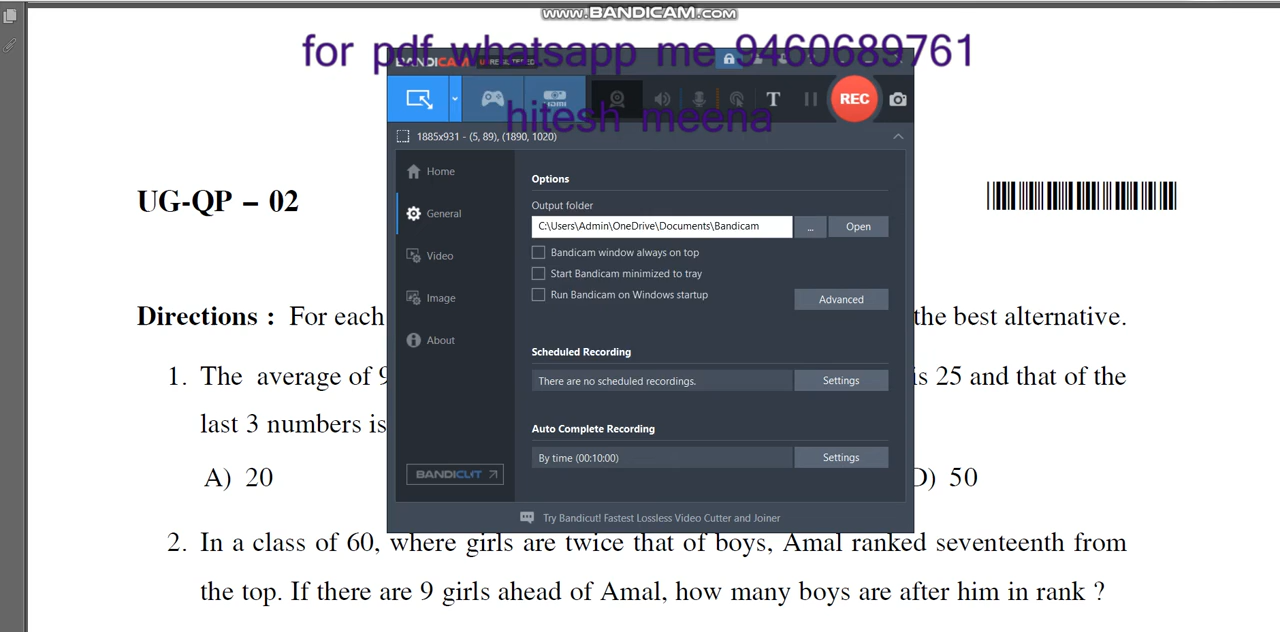 www.BANDICAM.com
for pdf whatsapp me 9460689761
BANDICAM UNREGISTERED
REC
hitesh meena
1885x931 - (5, 89), (1890, 1020)
Home
General
Video
Image
About
BANDICUT
Options
Output folder
C:\Users\Admin\OneDrive\Documents\Bandicam
...
Open
Bandicam window always on top
Start Bandicam minimized to tray
Run Bandicam on Windows startup
Advanced
Scheduled Recording
There are no scheduled recordings.
Settings
Auto Complete Recording
By time (00:10:00)
Settings
Try Bandicut! Fastest Lossless Video Cutter and Joiner
UG-QP – 02
Directions : For each the best alternative.
1. The average of 9 is 25 and that of the
last 3 numbers is
A) 20 D) 50
2. In a class of 60, where girls are twice that of boys, Amal ranked seventeenth from
the top. If there are 9 girls ahead of Amal, how many boys are after him in rank ?